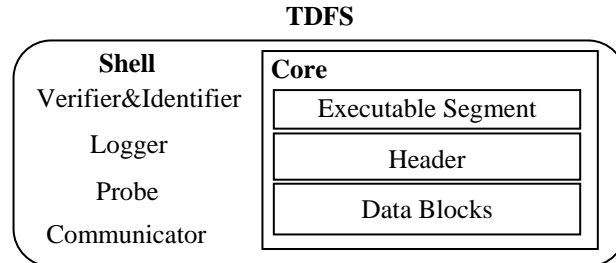 TDFS
Shell
Verifier&Identifier
Logger
Probe
Communicator
Core
Executable Segment
Header
Data Blocks